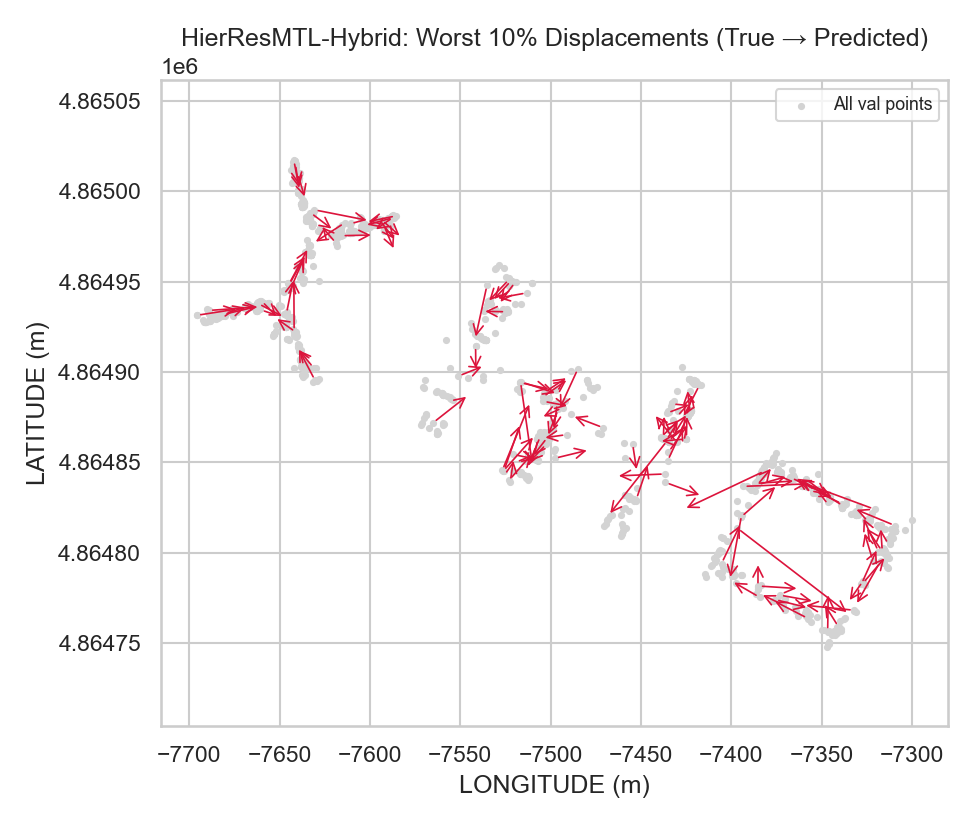 HierResMTL-Hybrid: Worst 10% Displacements (True → Predicted)
1e6
All val points
4.86505
4.86500
4.86495
4.86490
4.86485
4.86480
4.86475
LATITUDE (m)
−7700 −7650 −7600 −7550 −7500 −7450 −7400 −7350 −7300
LONGITUDE (m)